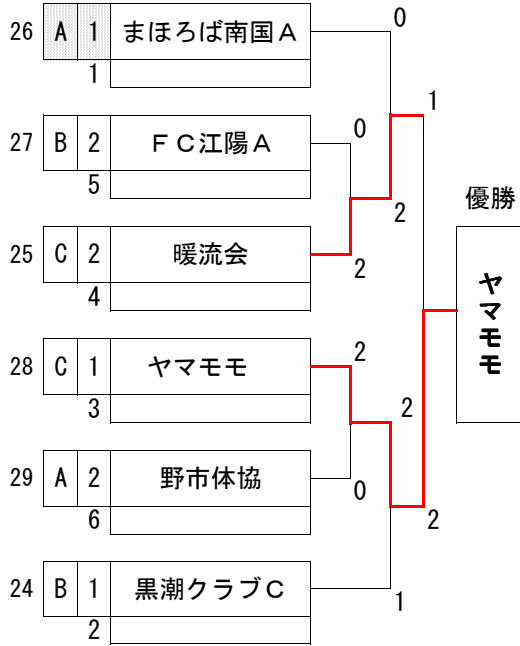 26 A 1 まほろば南国Ａ 0
1
1
27 B 2 ＦＣ江陽Ａ 0
5
2
優勝
25 C 2 暖流会 2
4
ヤマモモ
28 C 1 ヤマモモ 2
3
2
29 A 2 野市体協 0
6
2
24 B 1 黒潮クラブＣ 1
2